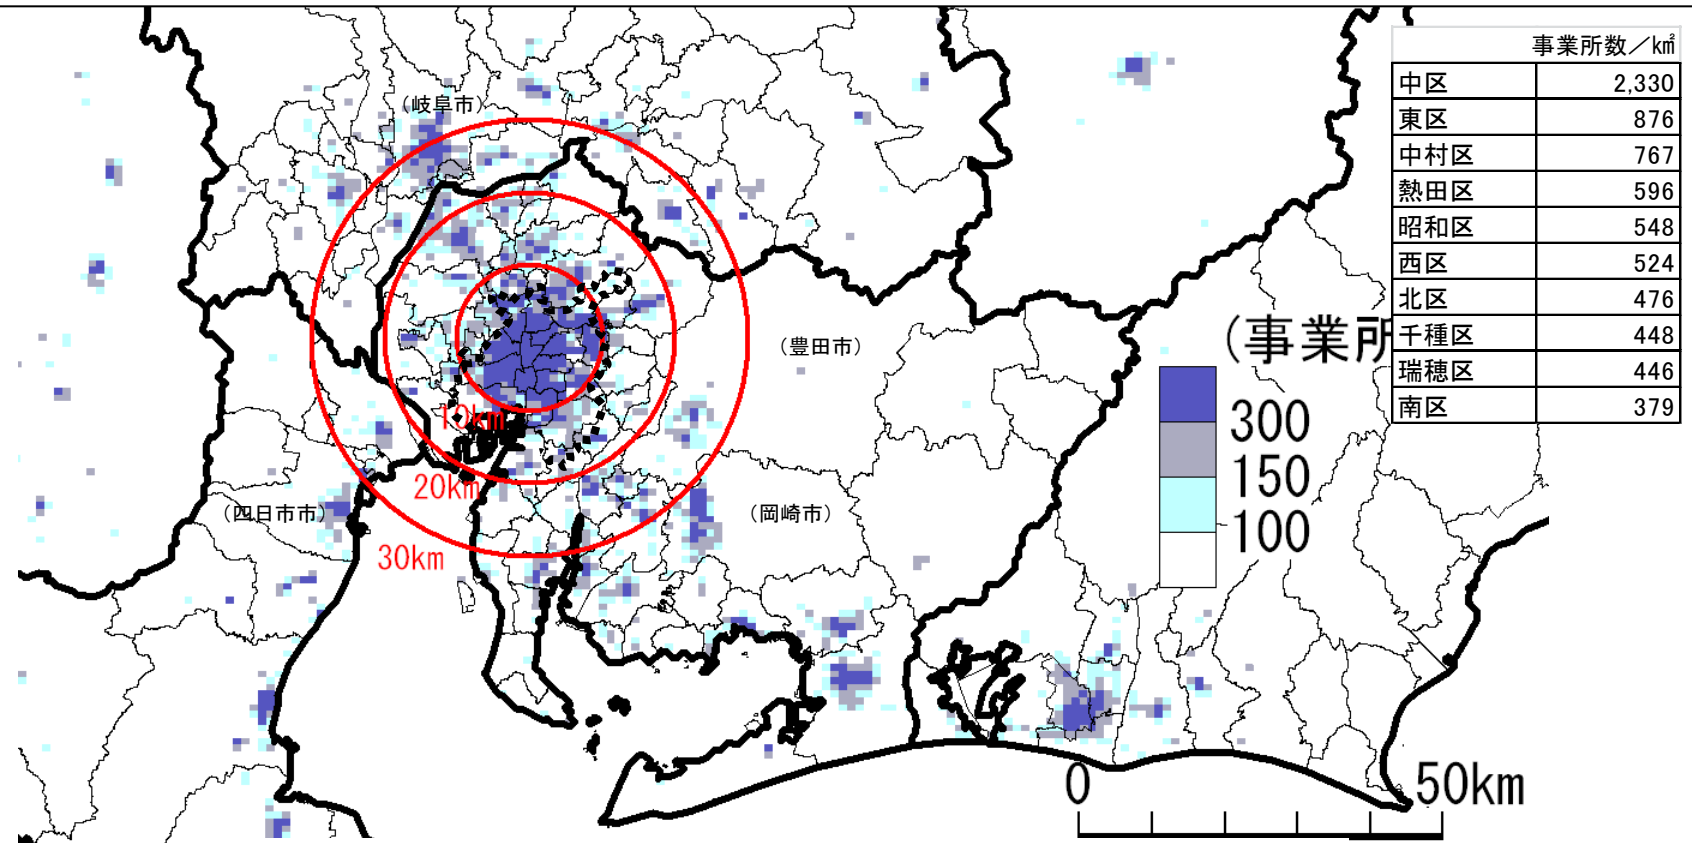 事業所数／㎢
中区 2,330
東区 876
中村区 767
熱田区 596
昭和区 548
西区 524
北区 476
千種区 448
瑞穂区 446
南区 379
（岐阜市）
（豊田市）
（事業所
300
150
100
10km
20km
30km
（四日市市）
（岡崎市）
0
50km